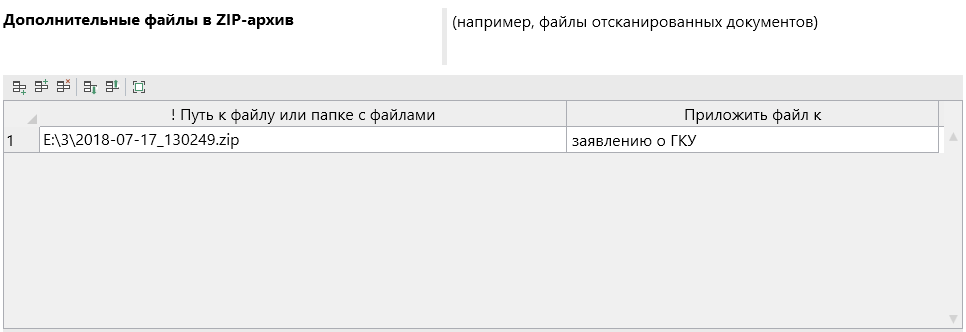 Дополнительные файлы в ZIP-архив
(например, файлы отсканированных документов)
! Путь к файлу или папке с файлами Приложить файл к
1 E:\3\2018-07-17_130249.zip заявлению о ГКУ